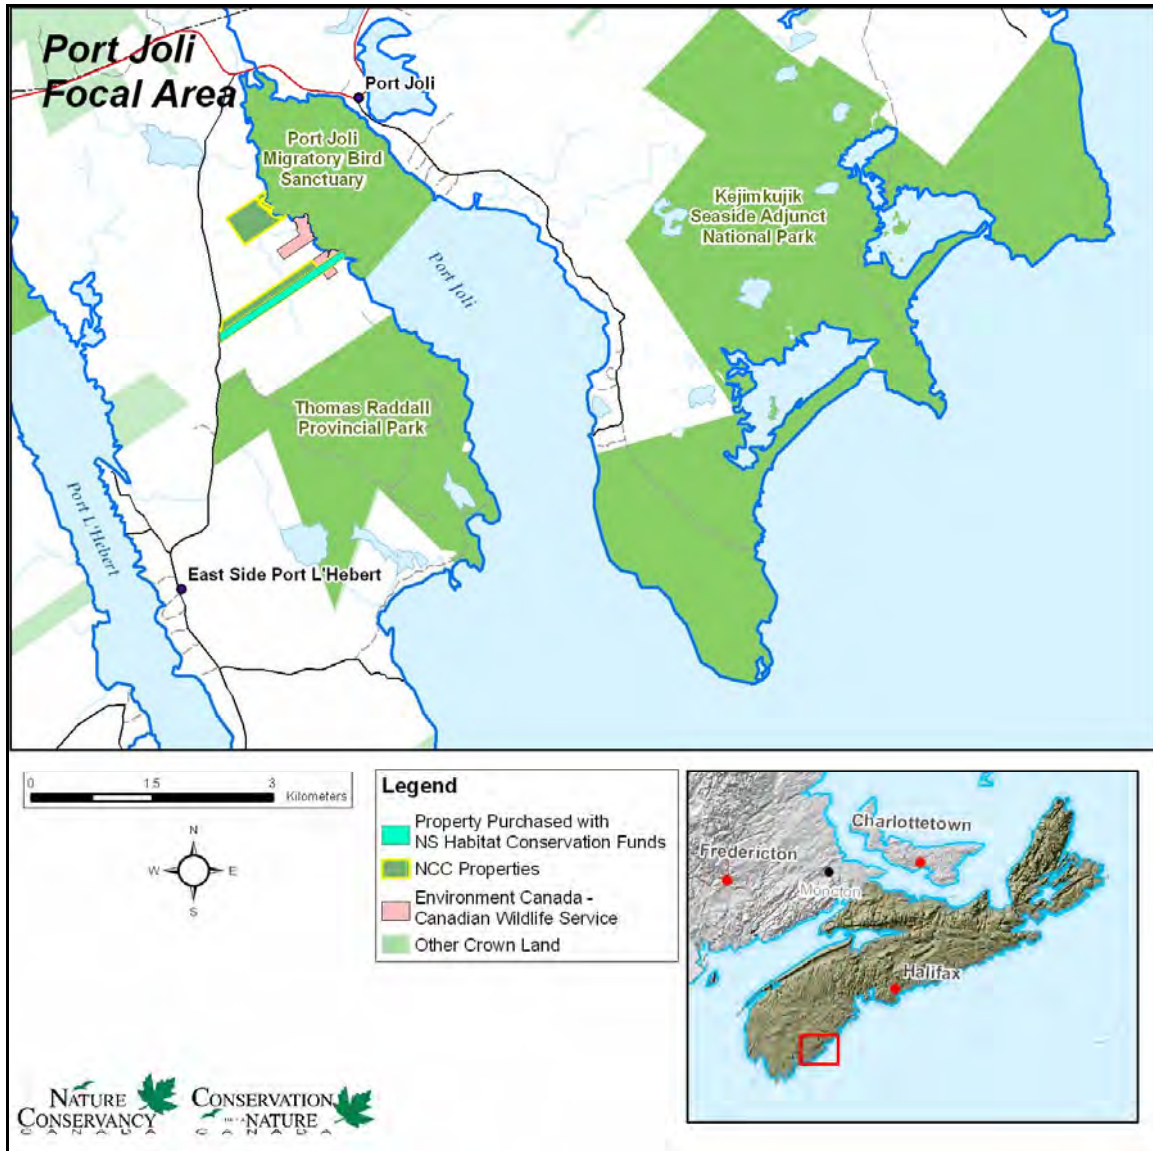 Port Joli
Focal Area
Port Joli
Port Joli
Migratory Bird
Sanctuary
Kejimkujik
Seaside Adjunct
National Park
Port Joli
Thomas Raddall
Provincial Park
Port L'Hebert
East Side Port L'Hebert
0 1.5 3
Kilometers
N
W E
S
Legend
Property Purchased with
NS Habitat Conservation Funds
NCC Properties
Environment Canada -
Canadian Wildlife Service
Other Crown Land
Charlottetown
Fredericton
Moncton
Halifax
NATURE
CONSERVANCY
CANADA
CONSERVATION
DE LA NATURE
CANADA